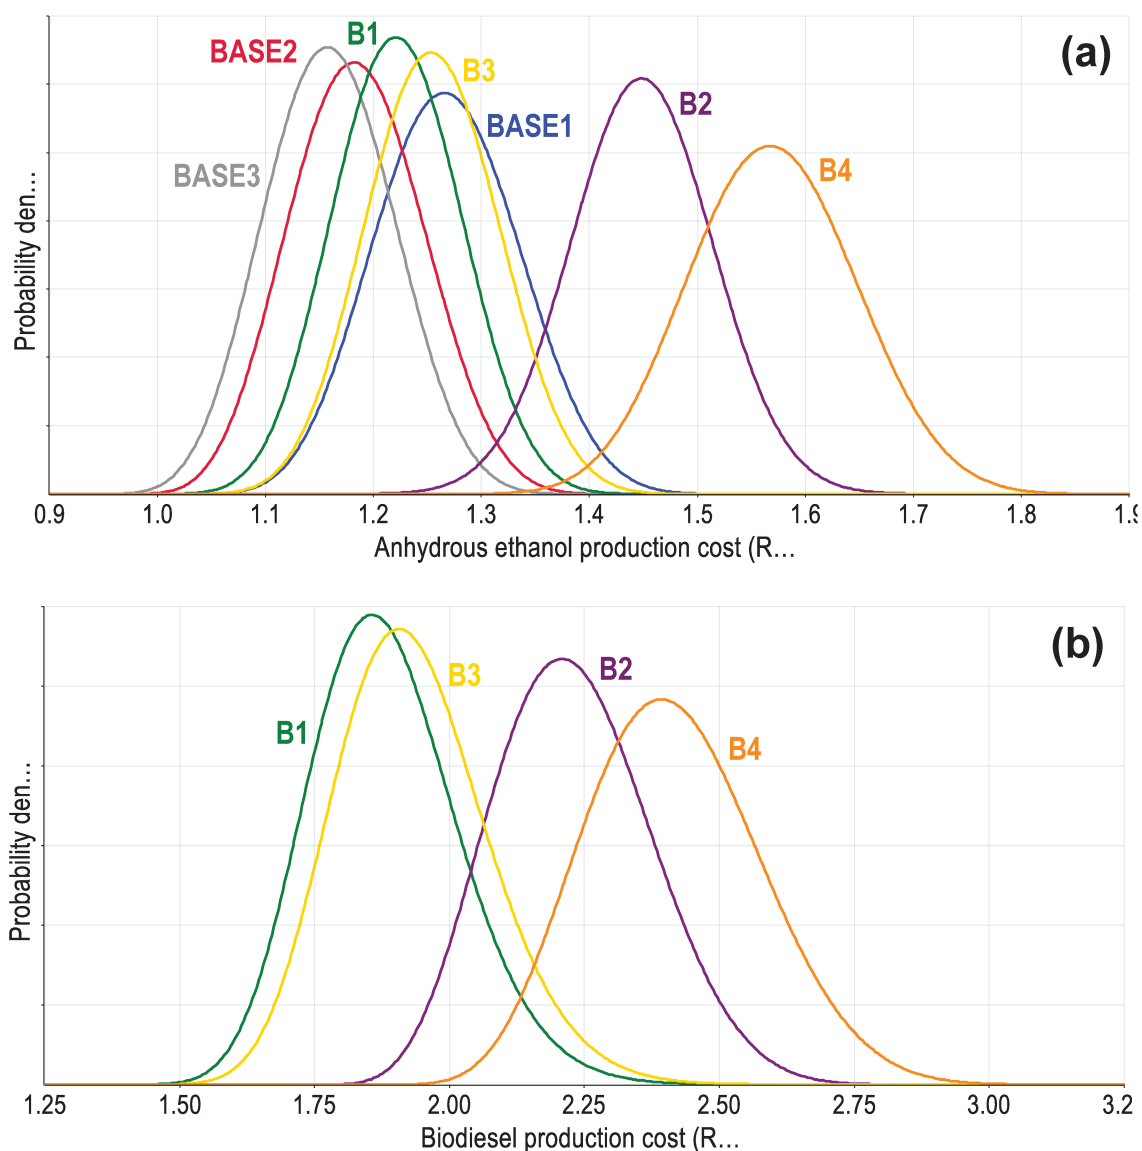 (a)
B1
BASE2
B3
B2
BASE1
BASE3
B4
Probability den...
0.9 1.0 1.1 1.2 1.3 1.4 1.5 1.6 1.7 1.8 1.9
Anhydrous ethanol production cost (R...
(b)
B3
B2
B1
B4
Probability den...
1.25 1.50 1.75 2.00 2.25 2.50 2.75 3.00 3.2
Biodiesel production cost (R...